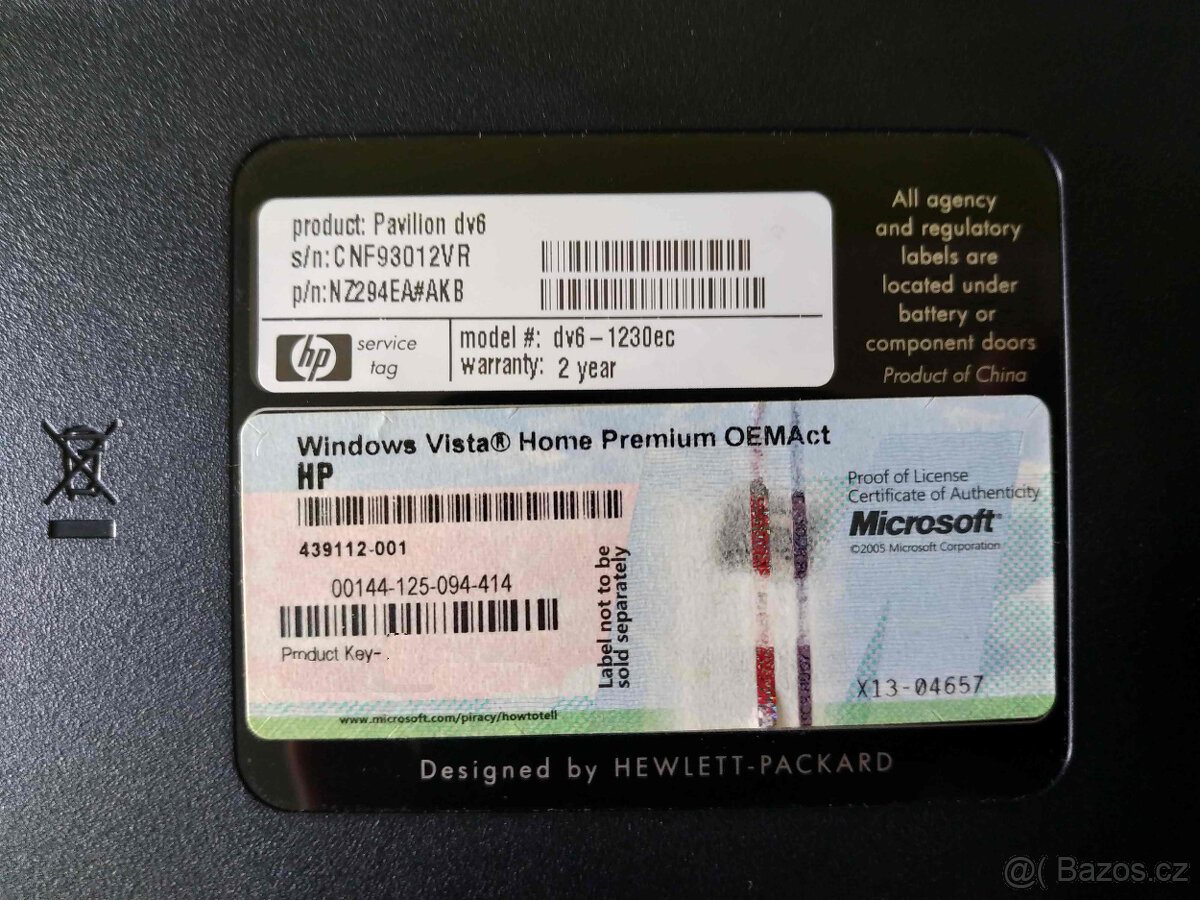 product: Pavilion dv6
s/n:CNF93012VR
p/n:NZ294EA#AKB
hp service tag
model #: dv6-1230ec
warranty: 2 year
All agency
and regulatory
labels are
located under
battery or
component doors
Product of China
Windows Vista® Home Premium OEMAct
HP
439112-001
00144-125-094-414
Product Key-
Label not to be
sold separately
www.microsoft.com/piracy/howtotell
Proof of License
Certificate of Authenticity
Microsoft®
©2005 Microsoft Corporation
X13-04657
Designed by HEWLETT-PACKARD
@( Bazos.cz